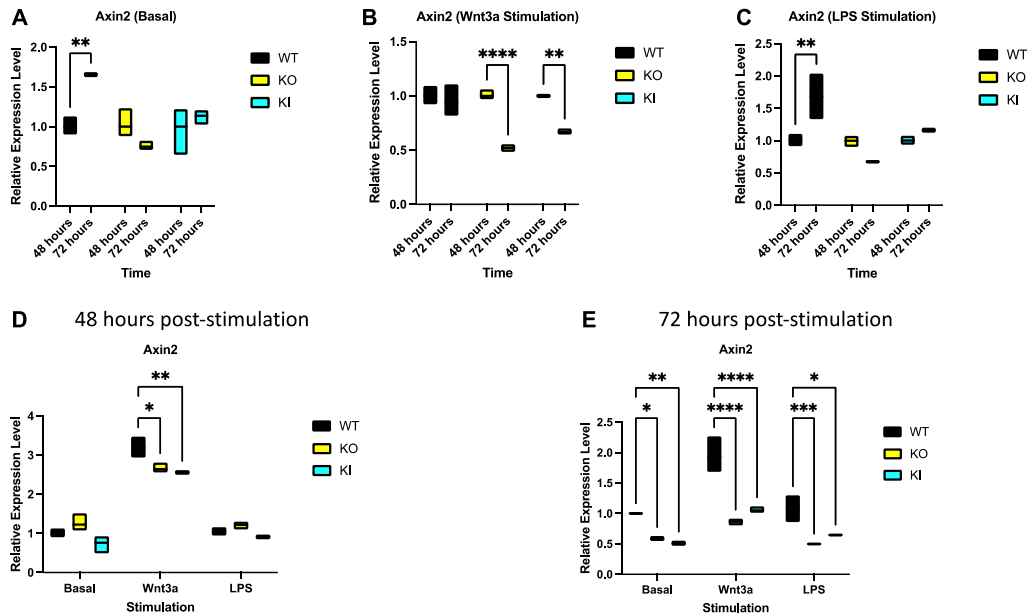 A
Axin2 (Basal)
Relative Expression Level
2.0
1.5
1.0
0.5
0.0
**
48 hours
72 hours
48 hours
72 hours
48 hours
72 hours
Time
WT
KO
KI
B
Axin2 (Wnt3a Stimulation)
Relative Expression Level
1.5
1.0
0.5
0.0
****
**
48 hours
72 hours
48 hours
72 hours
48 hours
72 hours
Time
WT
KO
KI
C
Axin2 (LPS Stimulation)
Relative Expression Level
2.5
2.0
1.5
1.0
0.5
0.0
**
48 hours
72 hours
48 hours
72 hours
48 hours
72 hours
Time
WT
KO
KI
D
48 hours post-stimulation
Axin2
Relative Expression Level
4
3
2
1
0
**
*
Basal
Wnt3a
LPS
Stimulation
WT
KO
KI
E
72 hours post-stimulation
Axin2
Relative Expression Level
2.5
2.0
1.5
1.0
0.5
0.0
**
*
****
****
*
***
Basal
Wnt3a
LPS
Stimulation
WT
KO
KI